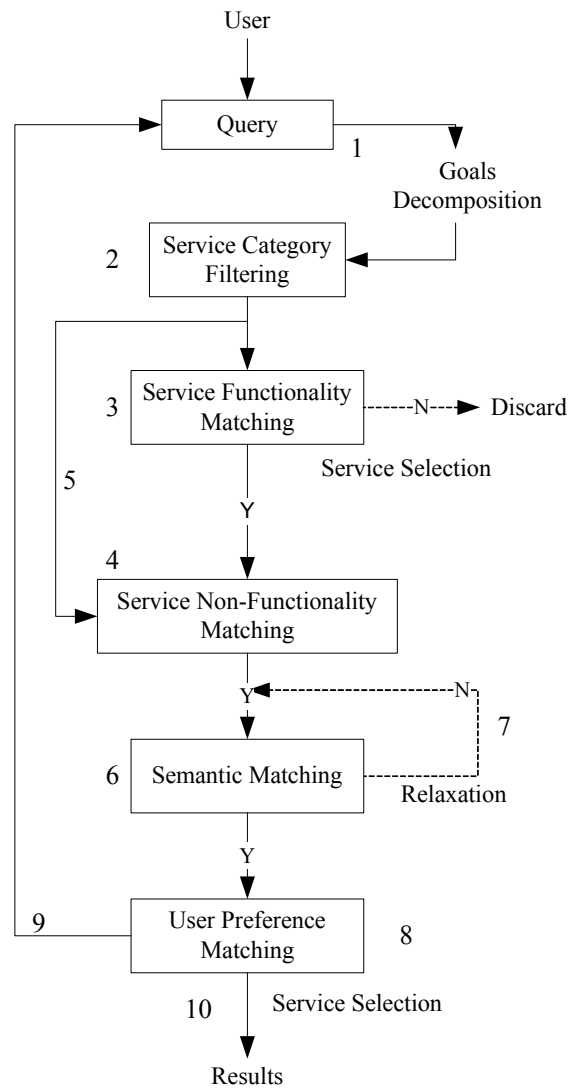 User
Query
1
Goals
Decomposition
2
Service Category
Filtering
3
Service Functionality
Matching
N
Discard
Service Selection
5
Y
4
Service Non-Functionality
Matching
Y
N
7
6
Semantic Matching
Relaxation
Y
9
User Preference
Matching
8
10
Service Selection
Results